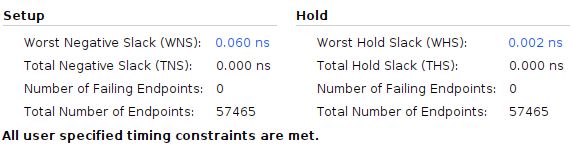 Setup
Worst Negative Slack (WNS): 0.060 ns
Total Negative Slack (TNS): 0.000 ns
Number of Failing Endpoints: 0
Total Number of Endpoints: 57465
Hold
Worst Hold Slack (WHS): 0.002 ns
Total Hold Slack (THS): 0.000 ns
Number of Failing Endpoints: 0
Total Number of Endpoints: 57465
All user specified timing constraints are met.